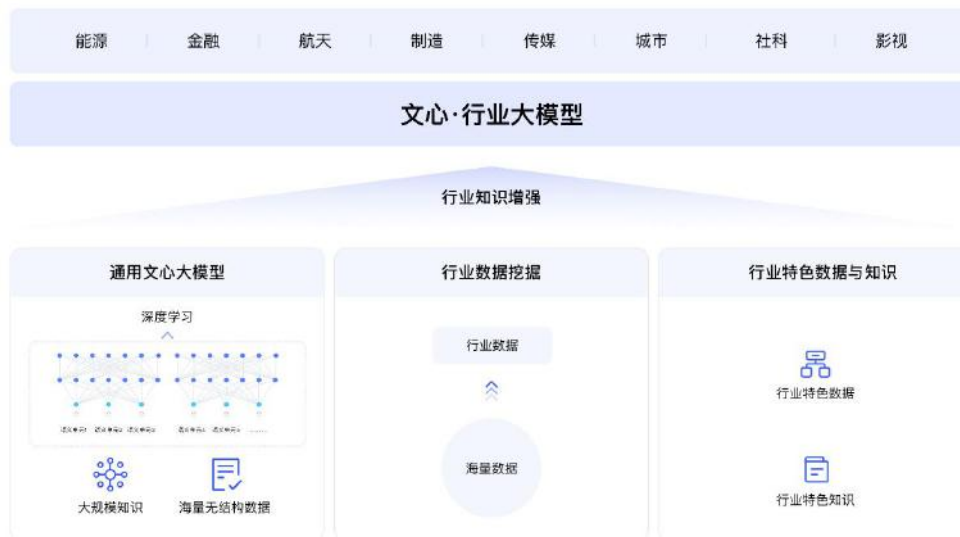 能源 金融 航天 制造 传媒 城市 社科 影视
文心·行业大模型
行业知识增强
通用文心大模型
深度学习
大规模知识 海量无结构数据
行业数据挖掘
行业数据
海量数据
行业特色数据与知识
行业特色数据
行业特色知识